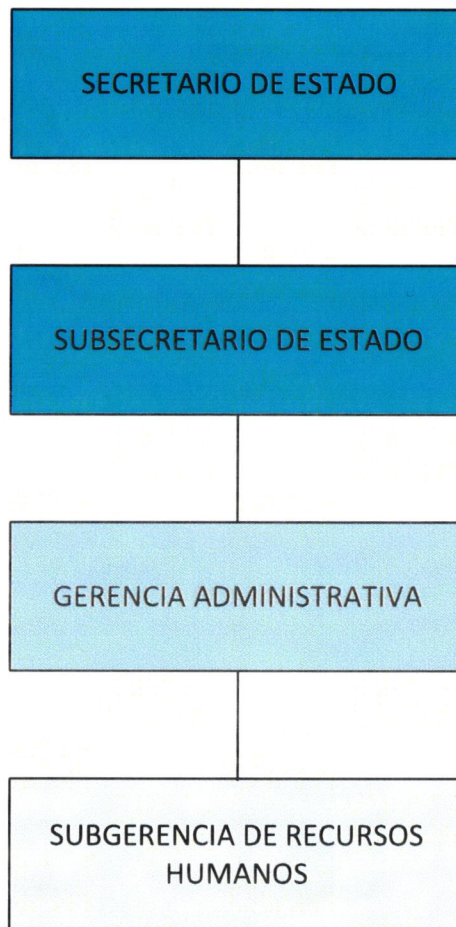 SECRETARIO DE ESTADO
SUBSECRETARIO DE ESTADO
GERENCIA ADMINISTRATIVA
SUBGERENCIA DE RECURSOS
HUMANOS